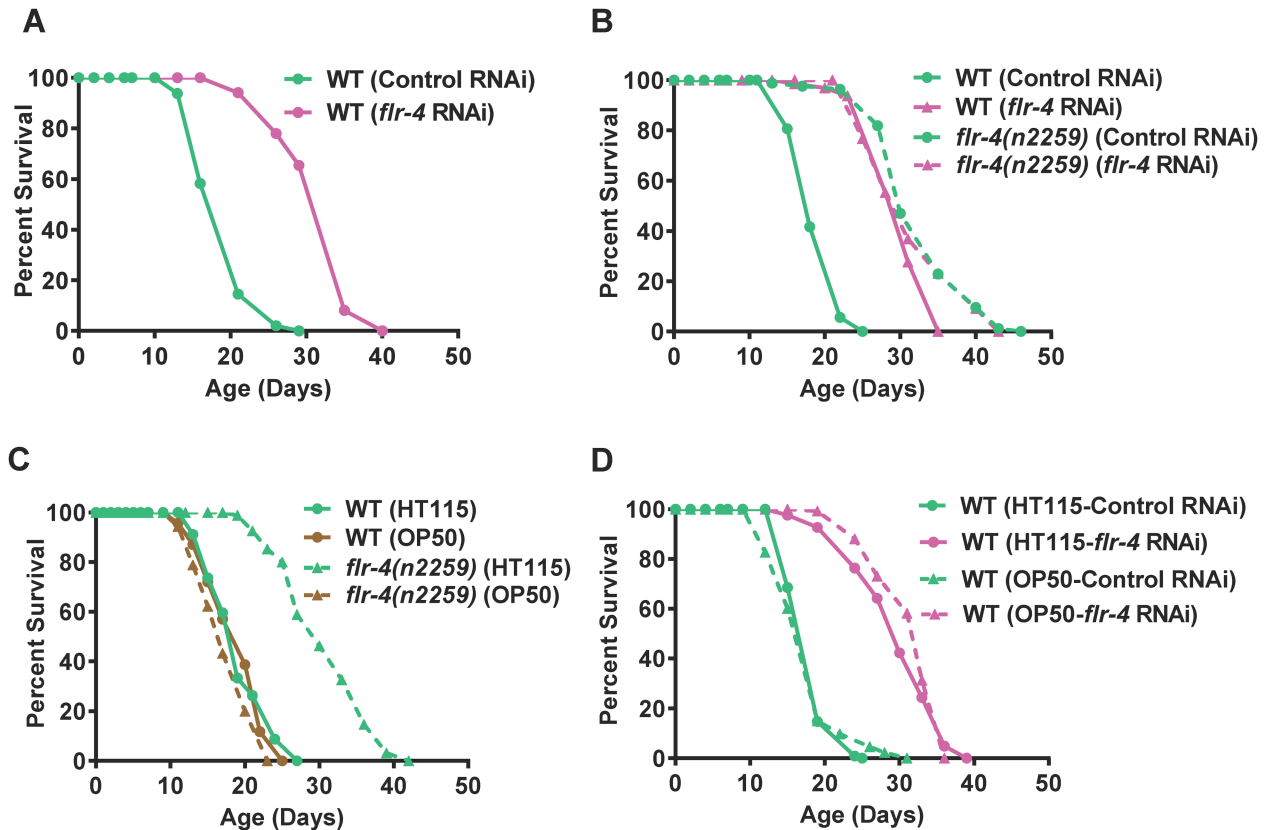 A
100
80
60
40
20
0
Percent Survival
0 10 20 30 40 50
Age (Days)
WT (Control RNAi)
WT (flr-4 RNAi)
B
100
80
60
40
20
0
Percent Survival
0 10 20 30 40 50
Age (Days)
WT (Control RNAi)
WT (flr-4 RNAi)
flr-4(n2259) (Control RNAi)
flr-4(n2259) (flr-4 RNAi)
C
100
80
60
40
20
0
Percent Survival
0 10 20 30 40 50
Age (Days)
WT (HT115)
WT (OP50)
flr-4(n2259) (HT115)
flr-4(n2259) (OP50)
D
100
80
60
40
20
0
Percent Survival
0 10 20 30 40 50
Age (Days)
WT (HT115-Control RNAi)
WT (HT115-flr-4 RNAi)
WT (OP50-Control RNAi)
WT (OP50-flr-4 RNAi)